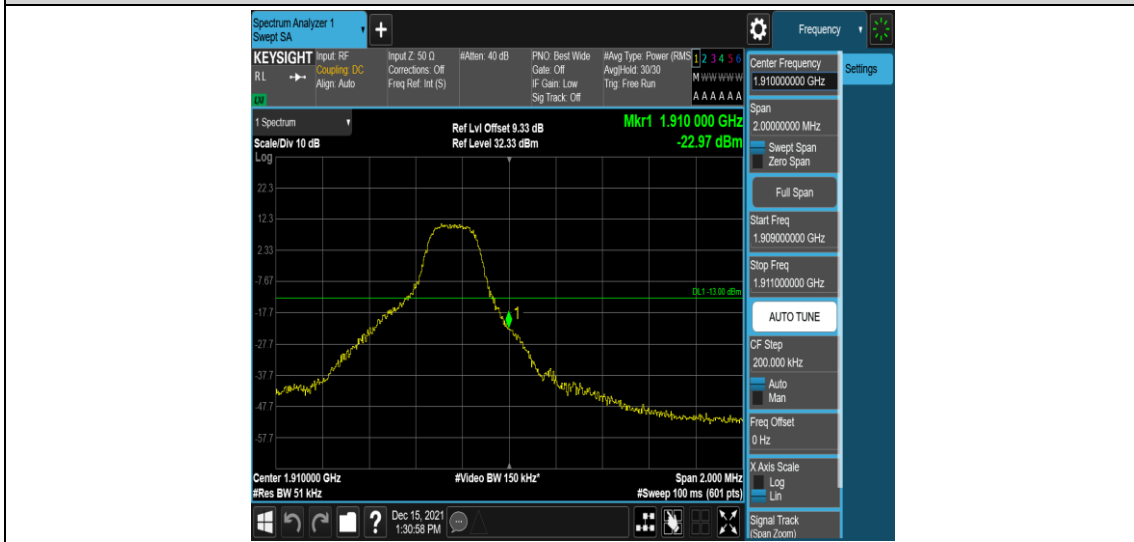 Spectrum Analyzer 1
Swept SA
+
Frequency
KEYSIGHT
RL
Input: RF
Coupling: DC
Align: Auto
Input Z: 50 Ω
Corrections: Off
Freq Ref: Int (S)
#Atten: 40 dB
PNO: Best Wide
Gate: Off
IF Gain: Low
Sig Track: Off
#Avg Type: Power (RMS
Avg|Hold: 30/30
Trig: Free Run
1 2 3 4 5 6
M W W W W W
A A A A A A
1 Spectrum
Scale/Div 10 dB
Log
Ref Lvl Offset 9.33 dB
Ref Level 32.33 dBm
Mkr1 1.910 000 GHz
-22.97 dBm
22.3
12.3
2.33
-7.67
-17.7
-27.7
-37.7
-47.7
-57.7
DL1 -13.00 dBm
1
Center 1.910000 GHz
#Res BW 51 kHz
#Video BW 150 kHz*
Span 2.000 MHz
#Sweep 100 ms (601 pts)
?
Dec 15, 2021
1:30:58 PM
Center Frequency
1.910000000 GHz
Settings
Span
2.00000000 MHz
Swept Span
Zero Span
Full Span
Start Freq
1.909000000 GHz
Stop Freq
1.911000000 GHz
AUTO TUNE
CF Step
200.000 kHz
Auto
Man
Freq Offset
0 Hz
X Axis Scale
Log
Lin
Signal Track
(Span Zoom)